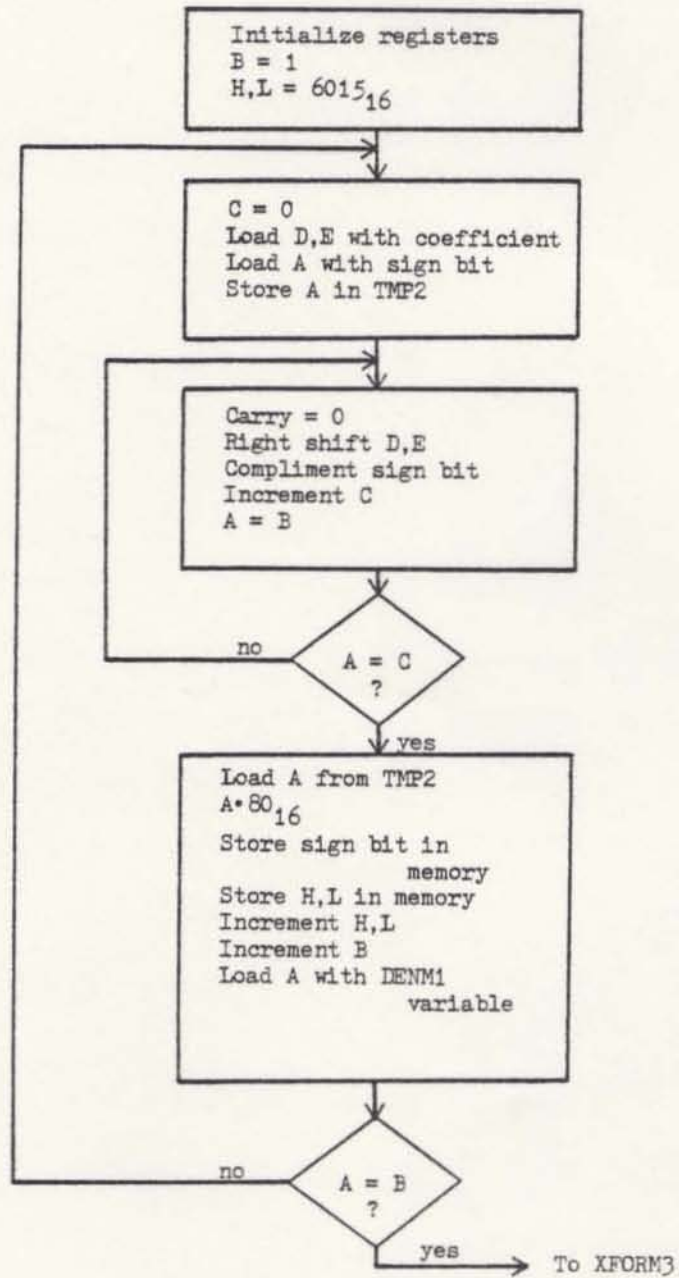 Initialize registers
B = 1
H,L = 6015₁₆
C = 0
Load D,E with coefficient
Load A with sign bit
Store A in TMP2
Carry = 0
Right shift D,E
Compliment sign bit
Increment C
A = B
no
A = C
?
yes
Load A from TMP2
A•80₁₆
Store sign bit in
memory
Store H,L in memory
Increment H,L
Increment B
Load A with DENM1
variable
no
A = B
?
yes
To XFORM3